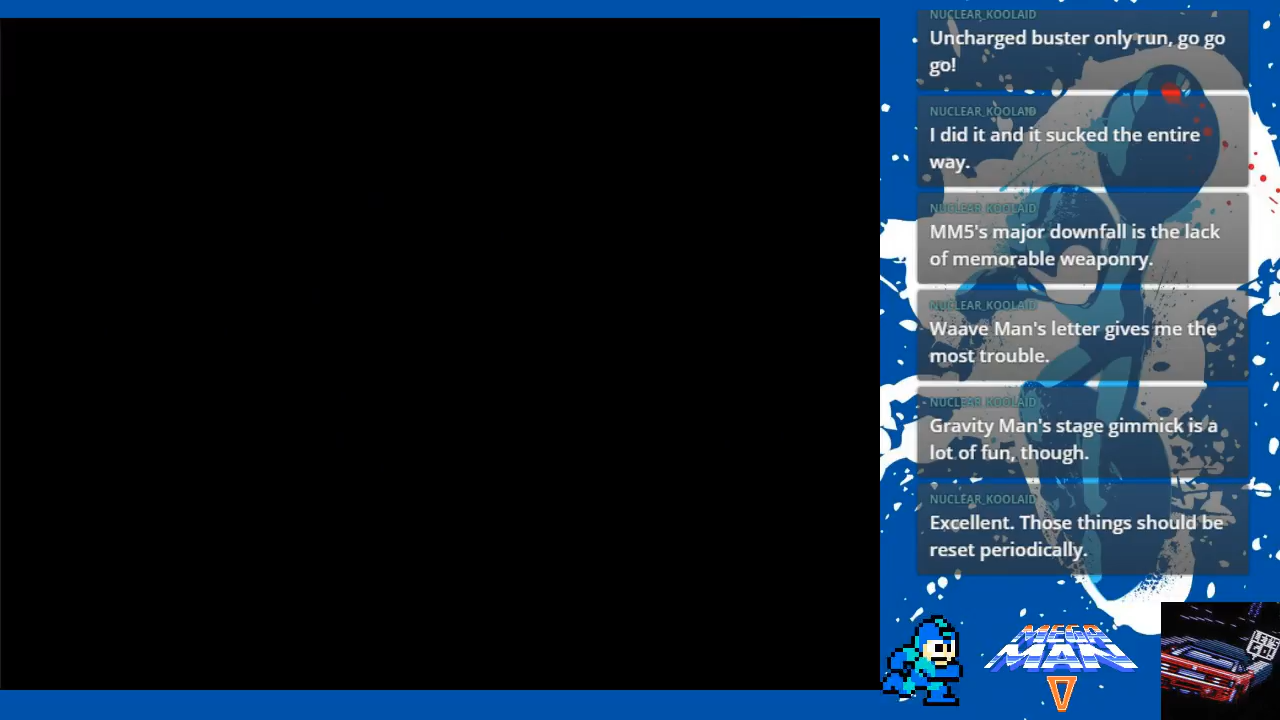 NUCLEAR_KOOLAID
Uncharged buster only run, go go
go!
NUCLEAR_KOOLAID
I did it and it sucked the entire
way.
NUCLEAR_KOOLAID
MM5's major downfall is the lack
of memorable weaponry.
NUCLEAR_KOOLAID
Waave Man's letter gives me the
most trouble.
NUCLEAR_KOOLAID
Gravity Man's stage gimmick is a
lot of fun, though.
NUCLEAR_KOOLAID
Excellent. Those things should be
reset periodically.
MEGA
MAN
V
LET'S
GO!